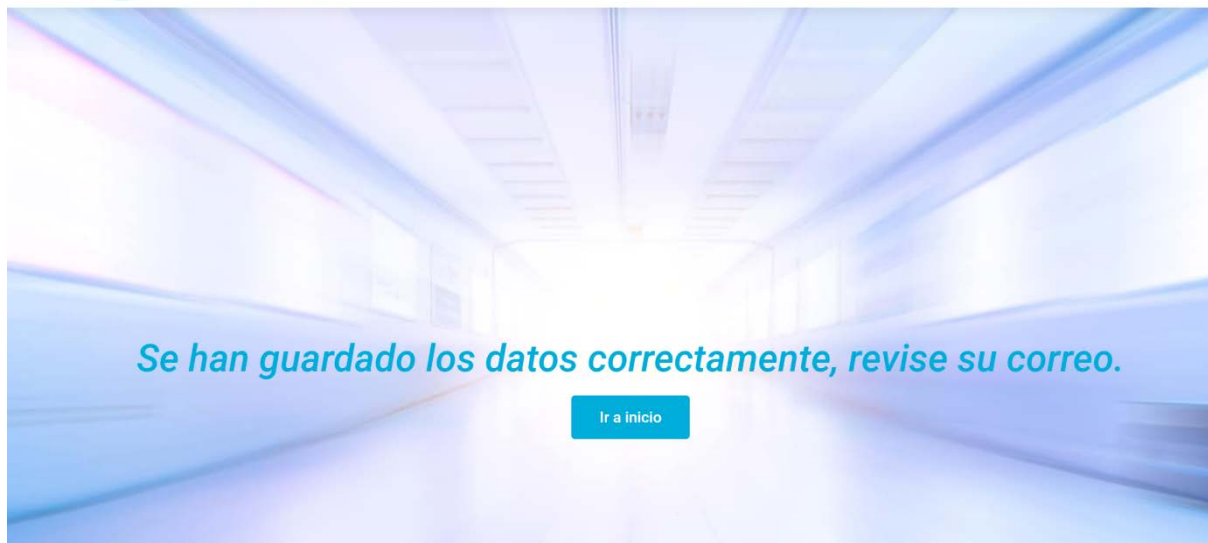 Se han guardado los datos correctamente, revise su correo.
Ir a inicio